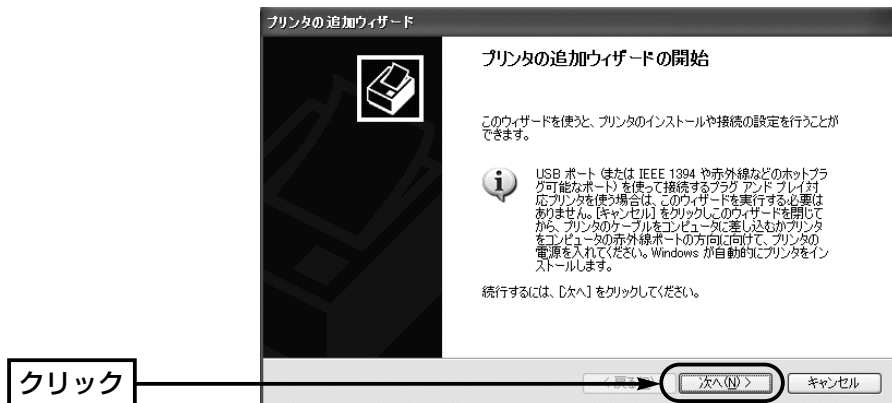 プリンタの追加ウィザード
プリンタの追加ウィザードの開始
このウィザードを使うと、プリンタのインストールや接続の設定を行うことが
できます。
USB ポート (または IEEE 1394 や赤外線などのホットプラ
グ可能なポート) を使って接続するプラグ アンド プレイ対
応プリンタを使う場合は、このウィザードを実行する必要は
ありません。[キャンセル] をクリックしこのウィザードを閉じて
から、プリンタのケーブルをコンピュータに差し込むかプリンタ
をコンピュータの赤外線ポートの方向に向けて、プリンタの
電源を入れてください。Windows が自動的にプリンタをイン
ストールします。
続行するには、[次へ] をクリックしてください。
クリック
< 戻る
次へ(N) >
キャンセル